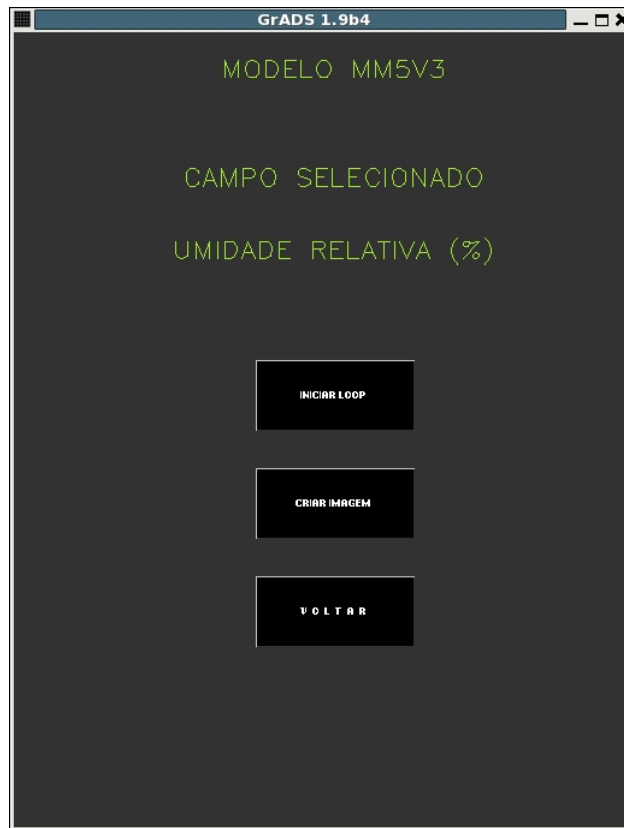 GrADS 1.9b4
MODELO MM5V3
CAMPO SELECIONADO
UMIDADE RELATIVA (%)
INICIAR LOOP
CRIAR IMAGEM
V O L T A R